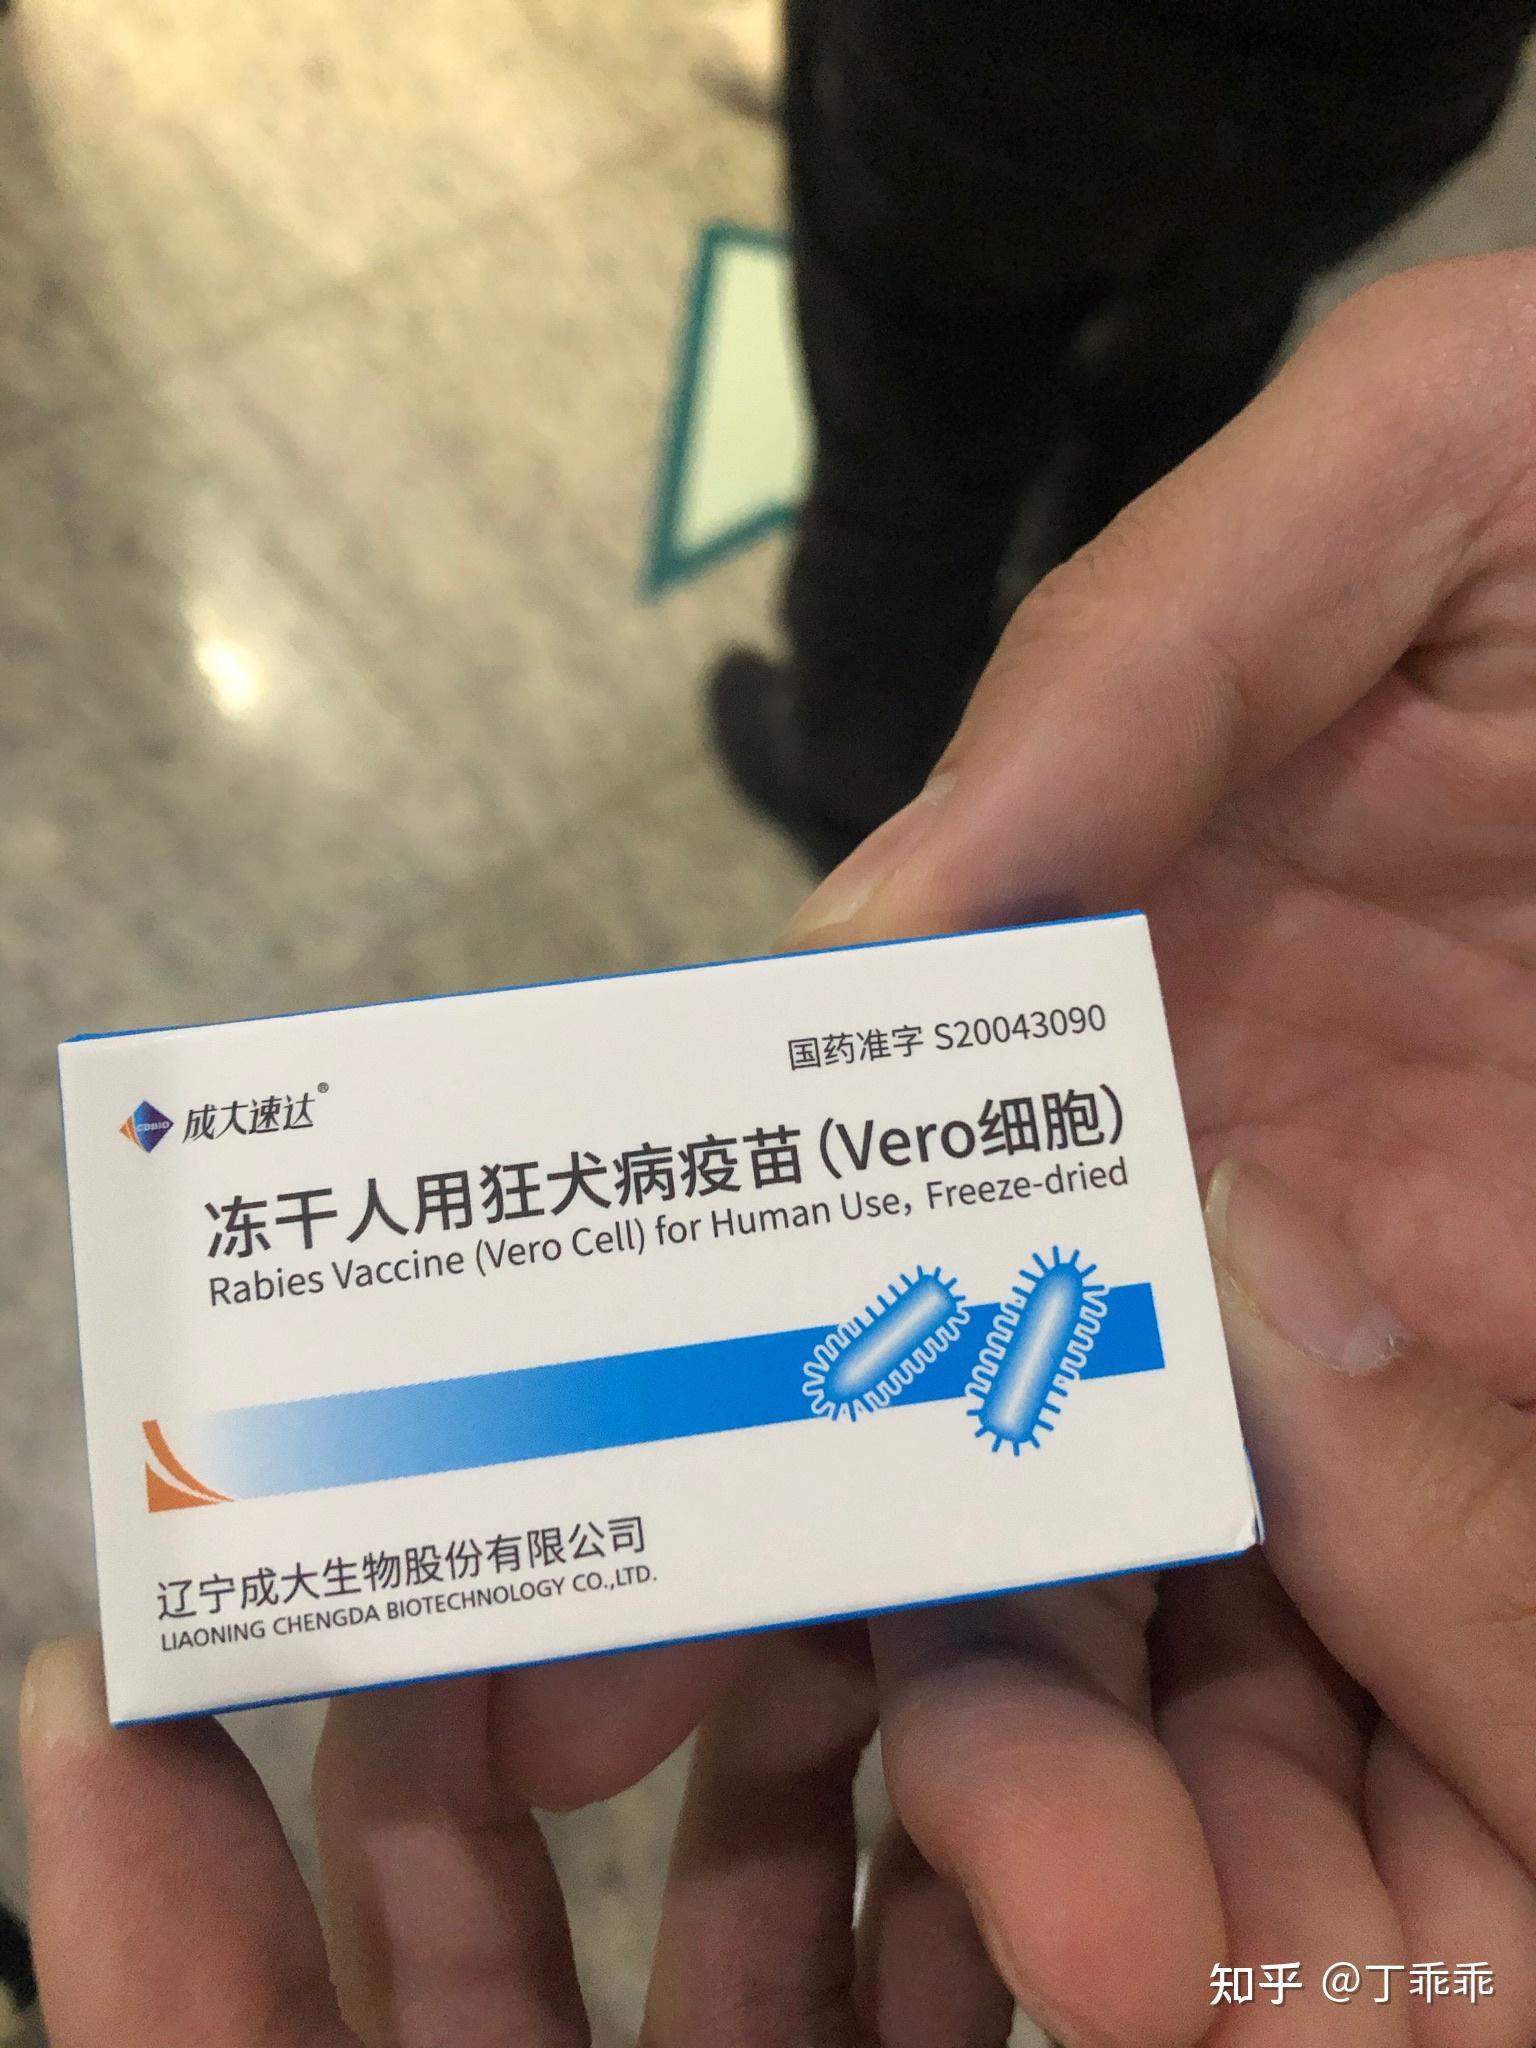 国药准字 S20043090
CDBIO 成大速达®
冻干人用狂犬病疫苗(Vero细胞)
Rabies Vaccine (Vero Cell) for Human Use, Freeze-dried
辽宁成大生物股份有限公司
LIAONING CHENGDA BIOTECHNOLOGY CO.,LTD.
知乎 @丁乖乖